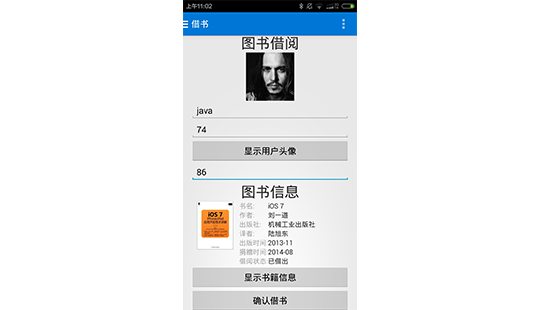 上午11:02
借书
图书借阅
java
74
显示用户头像
86
图书信息
iOS 7
书名: iOS 7
作者: 刘一道
出版社: 机械工业出版社
译者: 陆旭东
出版时间: 2013-11
捐赠时间: 2014-08
借阅状态 已借出
显示书籍信息
确认借书